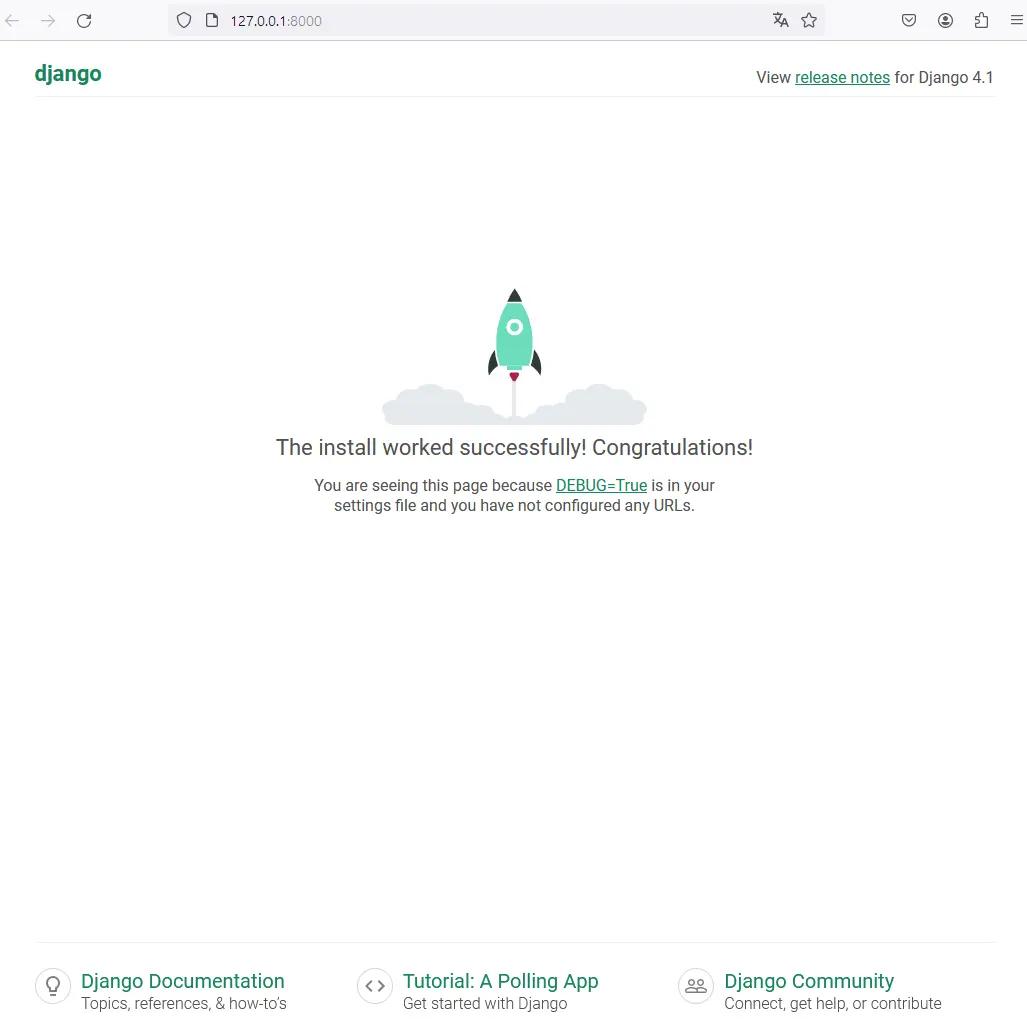 127.0.0.1:8000
django
View release notes for Django 4.1
The install worked successfully! Congratulations!
You are seeing this page because DEBUG=True is in your
settings file and you have not configured any URLs.
Django Documentation
Topics, references, & how-to’s
Tutorial: A Polling App
Get started with Django
Django Community
Connect, get help, or contribute